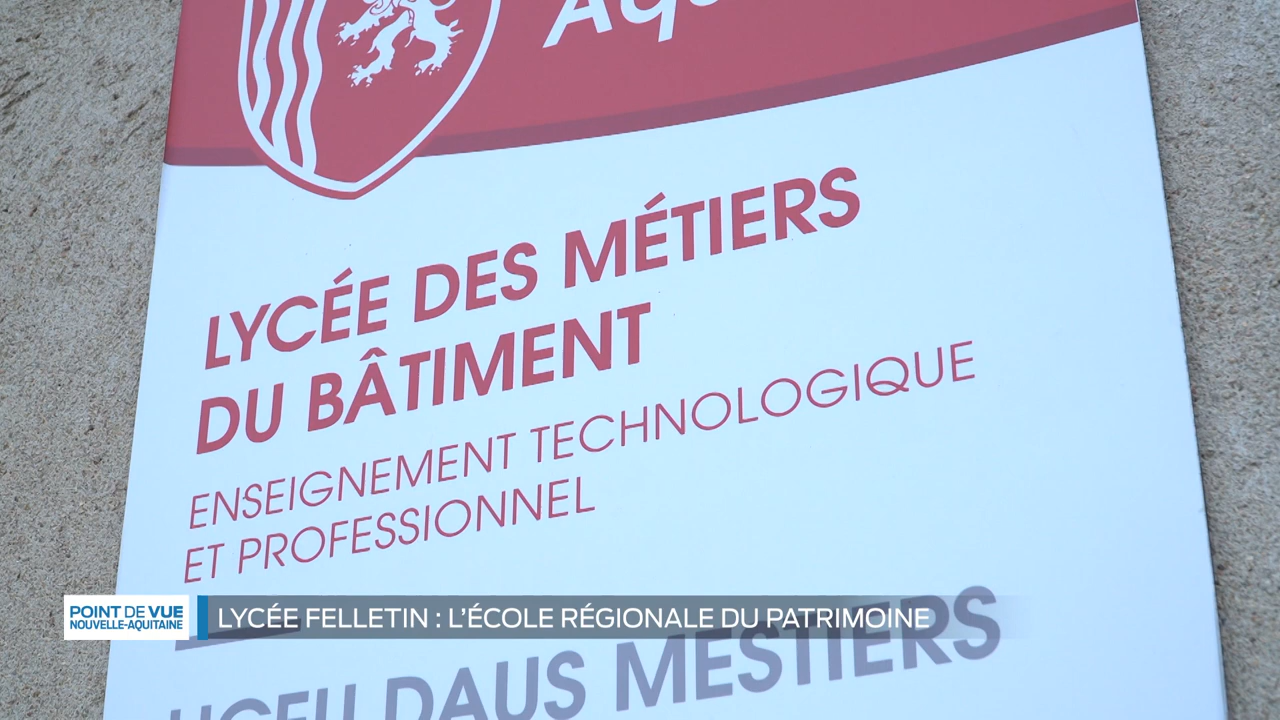 LYCÉE DES MÉTIERS
DU BÂTIMENT
ENSEIGNEMENT TECHNOLOGIQUE
ET PROFESSIONNEL
POINT DE VUE
NOUVELLE-AQUITAINE
LYCÉE FELLETIN : L'ÉCOLE RÉGIONALE DU PATRIMOINE
LICEU DAUS MESTIERS